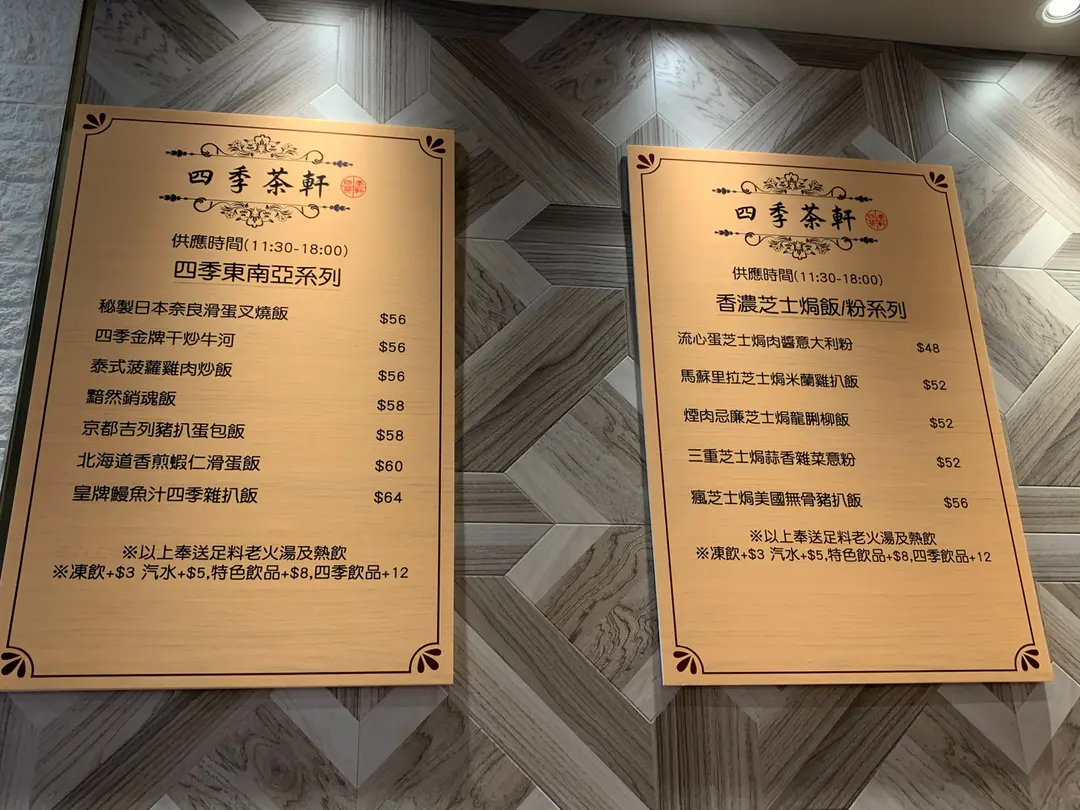 四季茶軒
供應時間(11:30-18:00)
四季東南亞系列
秘製日本奈良滑蛋叉燒飯 $56
四季金牌干炒牛河 $56
泰式菠蘿雞肉炒飯 $56
黯然銷魂飯 $58
京都吉列豬扒蛋包飯 $58
北海道香煎蝦仁滑蛋飯 $60
皇牌鰻魚汁四季雜扒飯 $64
※以上奉送足料老火湯及熱飲
※凍飲+$3 汽水+$5,特色飲品+$8,四季飲品+12
四季茶軒
供應時間(11:30-18:00)
香濃芝士焗飯/粉系列
流心蛋芝士焗肉醬意大利粉 $48
馬蘇里拉芝士焗米蘭雞扒飯 $52
煙肉忌廉芝士焗龍脷柳飯 $52
三重芝士焗蒜香雜菜意粉 $52
瘋芝士焗美國無骨豬扒飯 $56
※以上奉送足料老火湯及熱飲
※凍飲+$3 汽水+$5,特色飲品+$8,四季飲品+12